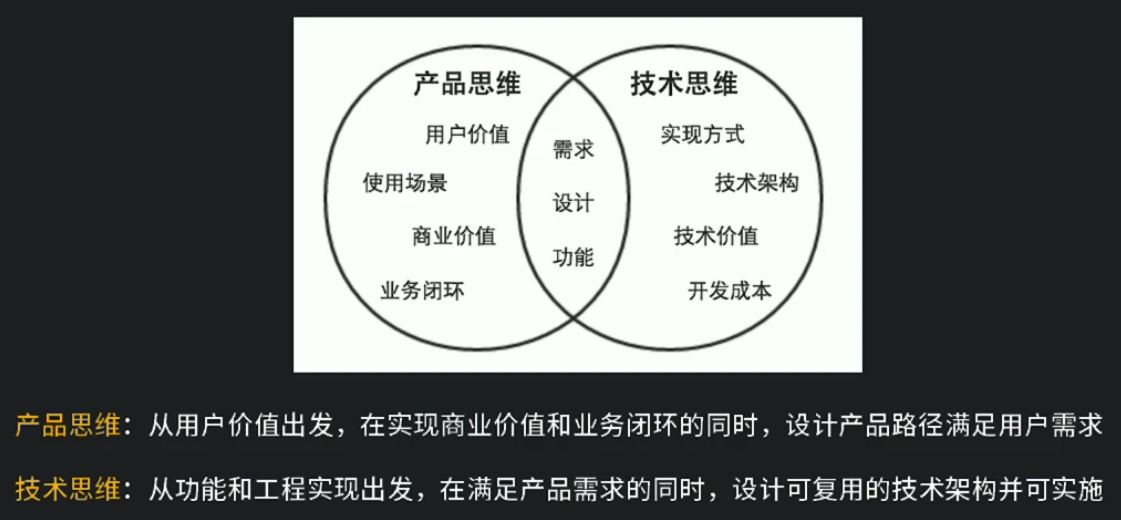 产品思维
技术思维
用户价值
需求
实现方式
使用场景
设计
技术架构
商业价值
功能
技术价值
业务闭环
开发成本
产品思维：从用户价值出发，在实现商业价值和业务闭环的同时，设计产品路径满足用户需求
技术思维：从功能和工程实现出发，在满足产品需求的同时，设计可复用的技术架构并可实施